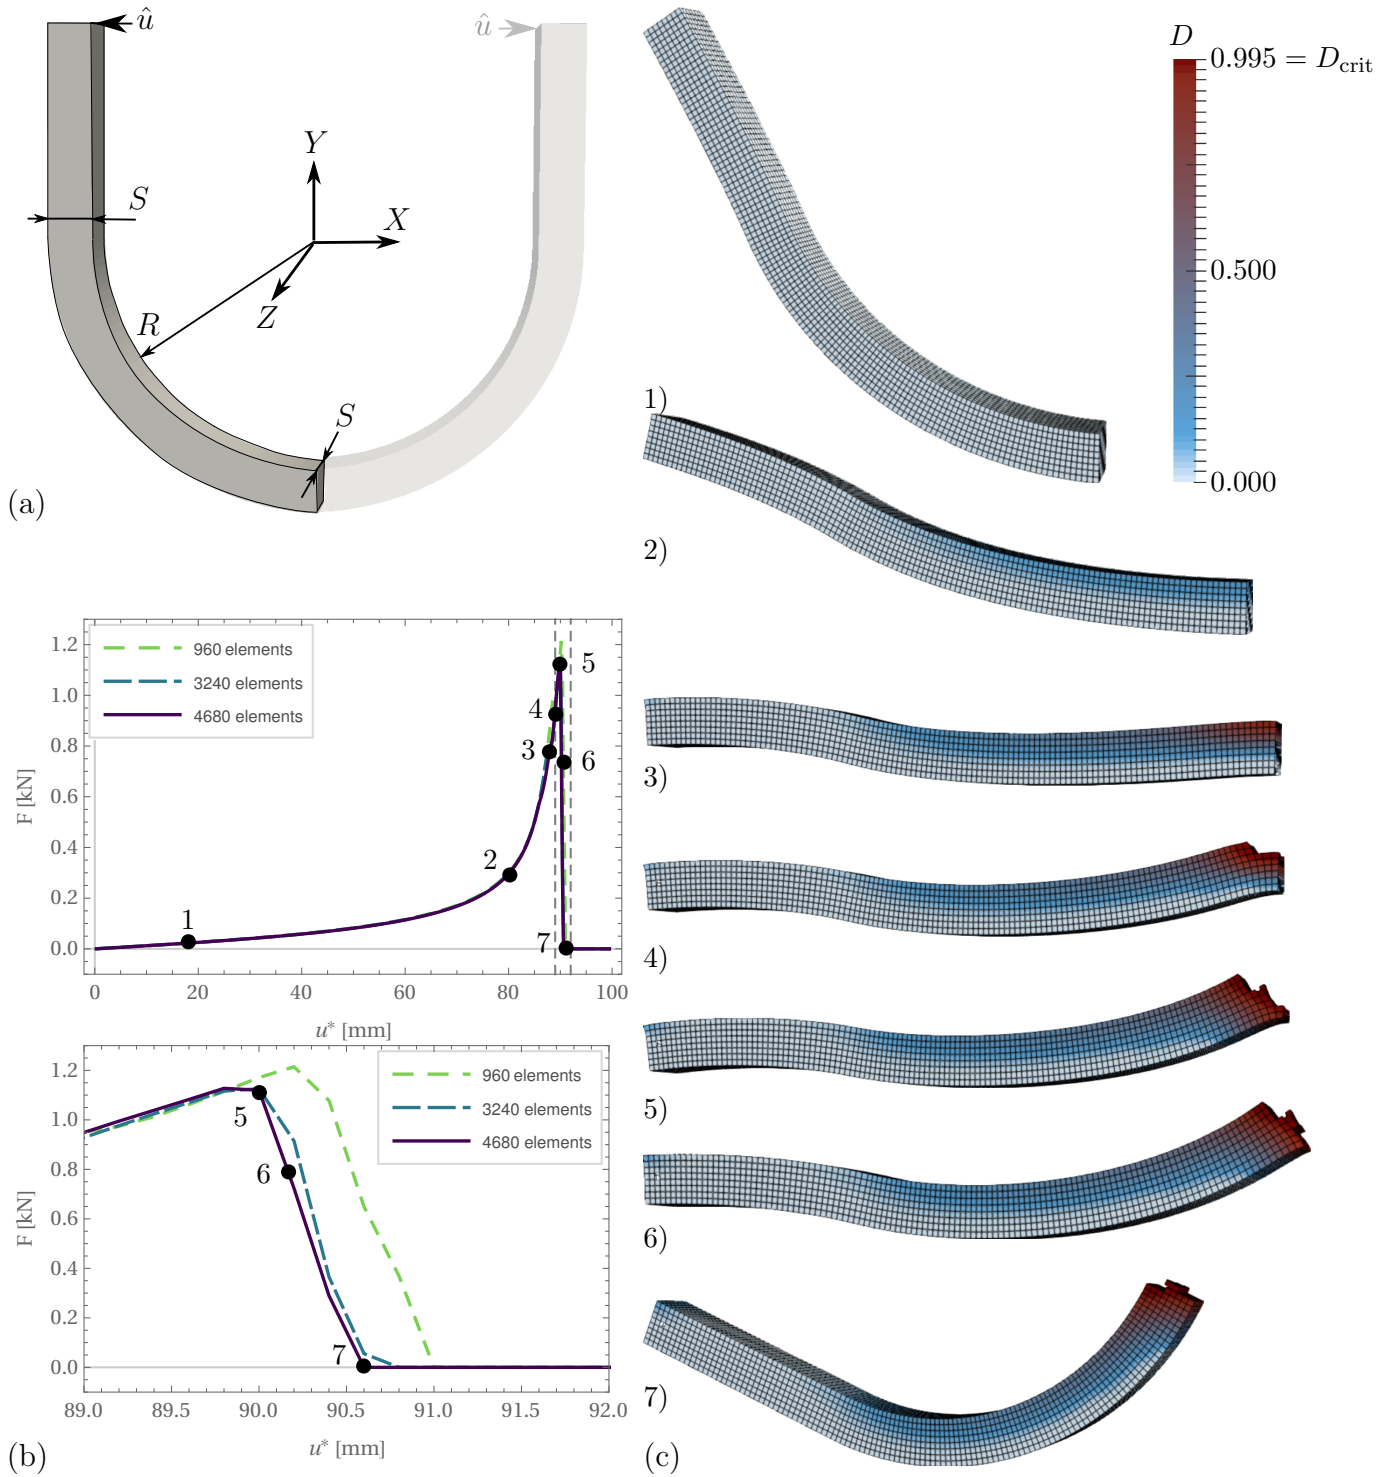 û
û
S
Y
X
Z
R
S
(a)
D
0.995 = D_crit
0.500
0.000
1)
2)
3)
4)
5)
6)
7)
(c)
960 elements
3240 elements
4680 elements
F [kN]
1.2
1.0
0.8
0.6
0.4
0.2
0.0
1
2
3
4
5
6
7
0 20 40 60 80 100
u* [mm]
960 elements
3240 elements
4680 elements
F [kN]
1.2
1.0
0.8
0.6
0.4
0.2
0.0
5
6
7
89.0 89.5 90.0 90.5 91.0 91.5 92.0
u* [mm]
(b)